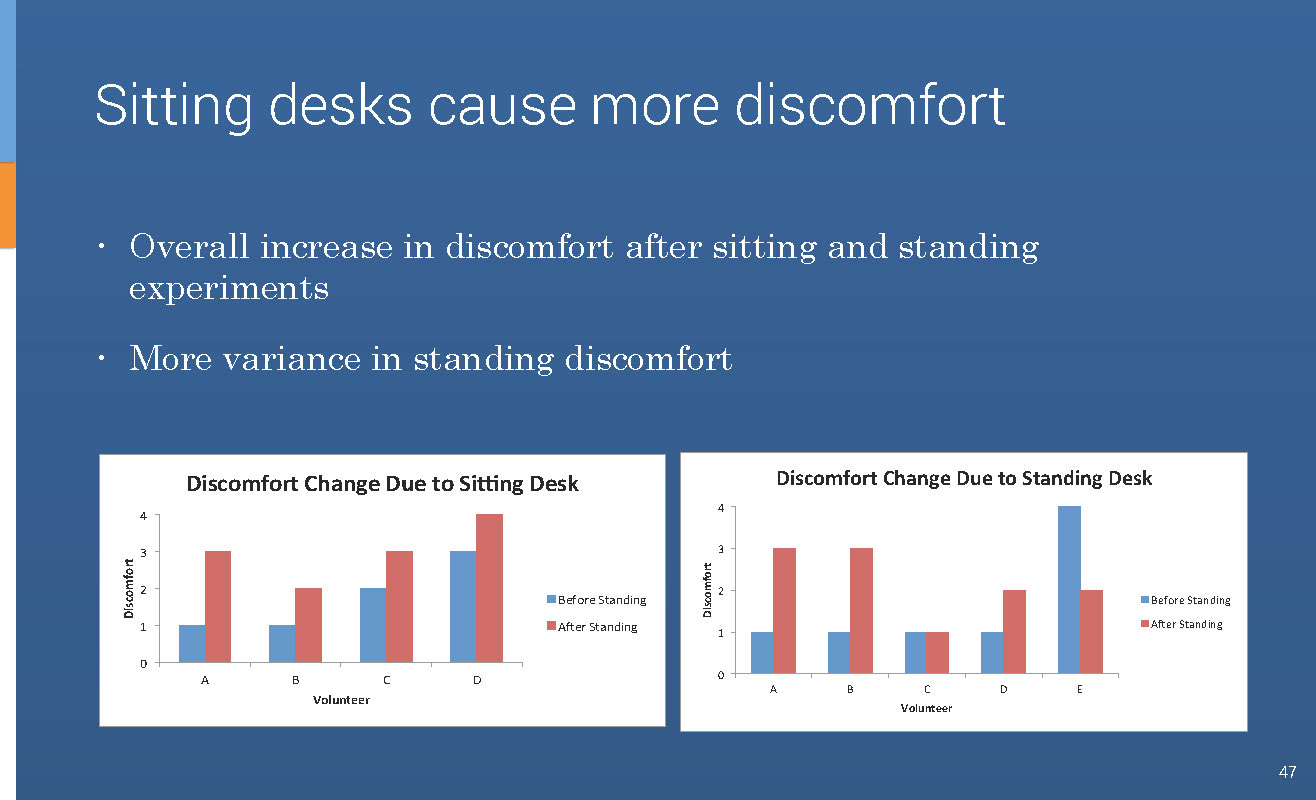 Sitting desks cause more discomfort
· Overall increase in discomfort after sitting and standing
experiments
· More variance in standing discomfort
Discomfort Change Due to Sitting Desk
4
3
2
1
0
Discomfort
A B C D
Volunteer
Before Standing
After Standing
Discomfort Change Due to Standing Desk
4
3
2
1
0
Discomfort
A B C D E
Volunteer
Before Standing
After Standing
47